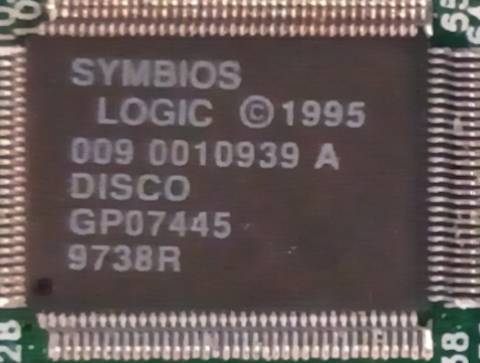 SYMBIOS
LOGIC ©1995
009 0010939 A
DISCO
GP07445
9738R